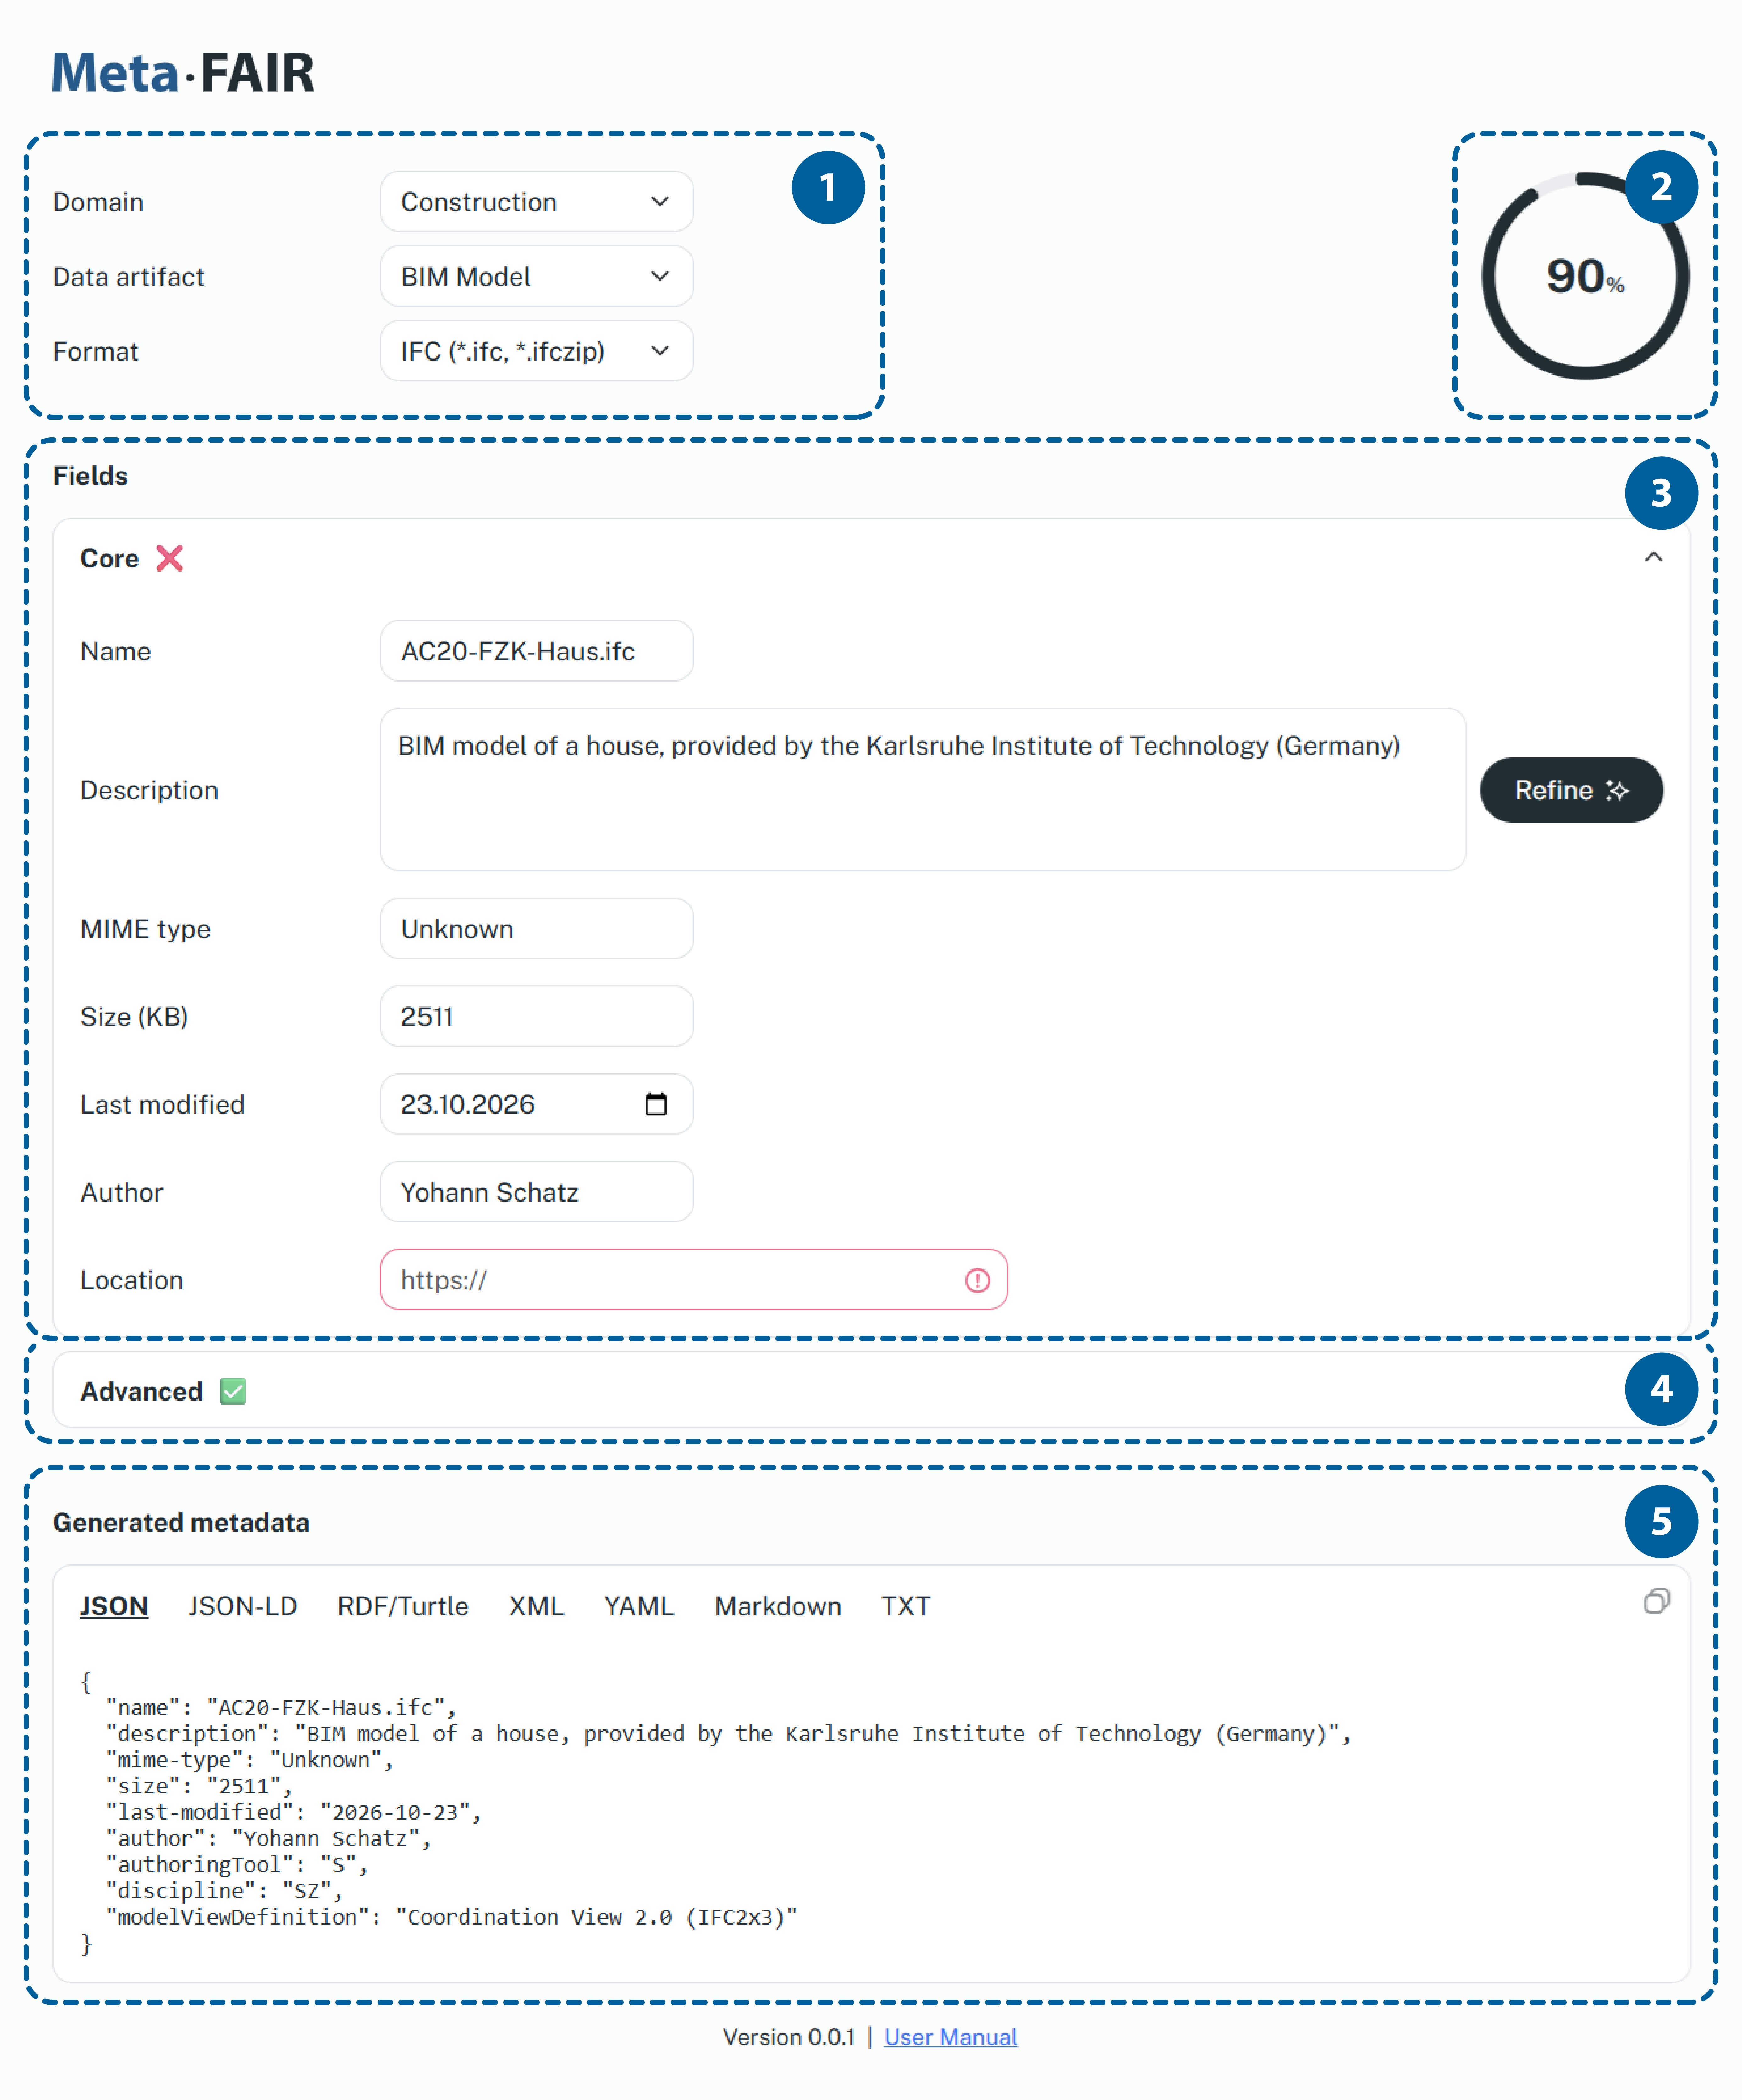 Meta·FAIR
1
Domain Construction
Data artifact BIM Model
Format IFC (*.ifc, *.ifczip)
2
90%
Fields
3
Core ❌
Name AC20-FZK-Haus.ifc
Description BIM model of a house, provided by the Karlsruhe Institute of Technology (Germany)
Refine
MIME type Unknown
Size (KB) 2511
Last modified 23.10.2026
Author Yohann Schatz
Location https://
Advanced ✅
4
Generated metadata
5
JSON JSON-LD RDF/Turtle XML YAML Markdown TXT
{
"name": "AC20-FZK-Haus.ifc",
"description": "BIM model of a house, provided by the Karlsruhe Institute of Technology (Germany)",
"mime-type": "Unknown",
"size": "2511",
"last-modified": "2026-10-23",
"author": "Yohann Schatz",
"authoringTool": "S",
"discipline": "SZ",
"modelViewDefinition": "Coordination View 2.0 (IFC2x3)"
}
Version 0.0.1 | User Manual